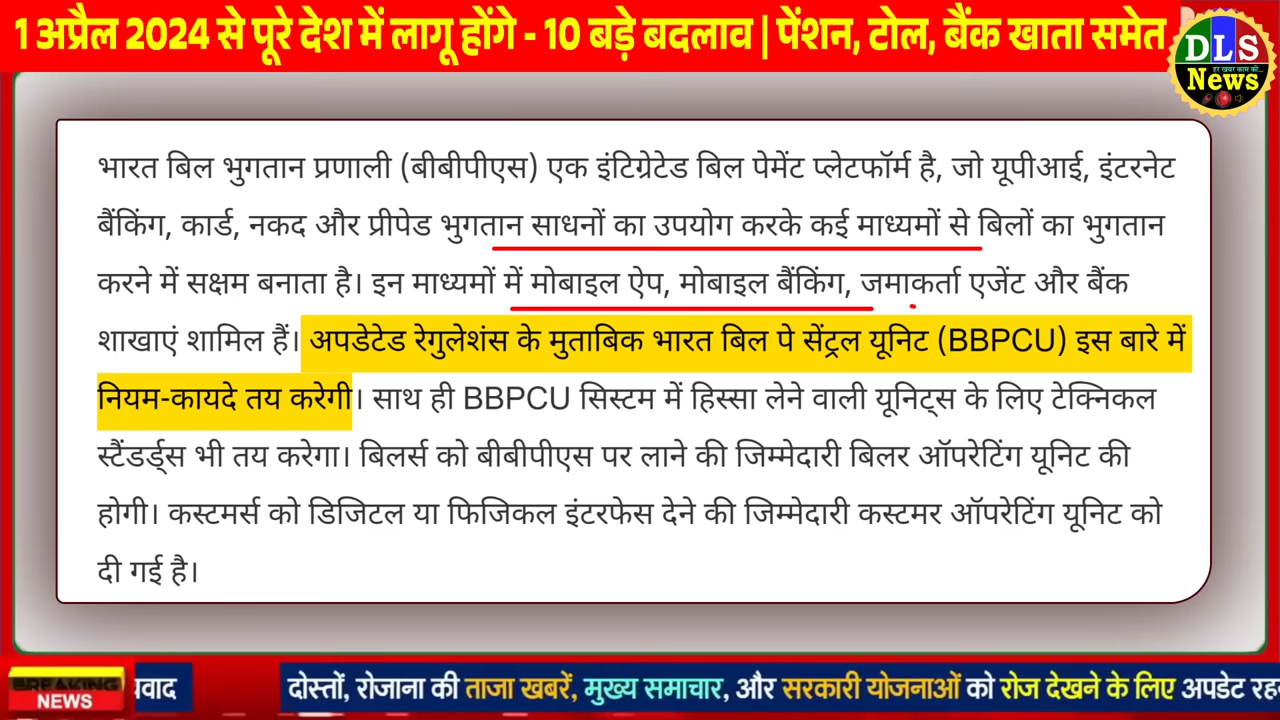 1 अप्रैल 2024 से पूरे देश में लागू होंगे - 10 बड़े बदलाव | पेंशन, टोल, बैंक खाता समेत
DLS
हर खबर काम की...
News
भारत बिल भुगतान प्रणाली (बीबीपीएस) एक इंटिग्रेटेड बिल पेमेंट प्लेटफॉर्म है, जो यूपीआई, इंटरनेट
बैंकिंग, कार्ड, नकद और प्रीपेड भुगतान साधनों का उपयोग करके कई माध्यमों से बिलों का भुगतान
करने में सक्षम बनाता है। इन माध्यमों में मोबाइल ऐप, मोबाइल बैंकिंग, जमाकर्ता एजेंट और बैंक
शाखाएं शामिल हैं। अपडेटेड रेगुलेशंस के मुताबिक भारत बिल पे सेंट्रल यूनिट (BBPCU) इस बारे में
नियम-कायदे तय करेगी। साथ ही BBPCU सिस्टम में हिस्सा लेने वाली यूनिट्स के लिए टेक्निकल
स्टैंडर्ड्स भी तय करेगा। बिलर्स को बीबीपीएस पर लाने की जिम्मेदारी बिलर ऑपरेटिंग यूनिट की
होगी। कस्टमर्स को डिजिटल या फिजिकल इंटरफेस देने की जिम्मेदारी कस्टमर ऑपरेटिंग यूनिट को
दी गई है।
BREAKING
NEWS
यवाद
दोस्तों, रोजाना की ताजा खबरें, मुख्य समाचार, और सरकारी योजनाओं को रोज देखने के लिए अपडेट रहन